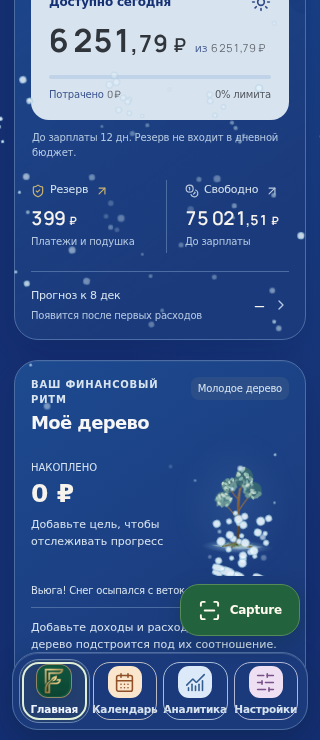 Доступно сегодня
6 251,79 ₽ из 6 251,79 ₽
Потрачено 0 ₽ 0% лимита
До зарплаты 12 дн. Резерв не входит в дневной
бюджет.
Резерв Свободно
399 ₽ 75 021,51 ₽
Платежи и подушка До зарплаты
Прогноз к 8 дек
Появится после первых расходов
–
ВАШ ФИНАНСОВЫЙ
РИТМ
Молодое дерево
Моё дерево
НАКОПЛЕНО
0 ₽
Добавьте цель, чтобы
отслеживать прогресс
Вьюга! Снег осыпался с веток
Capture
Добавьте доходы и
дерево подстроится под их соотношение.
Главная Календарь Аналитика Настройки